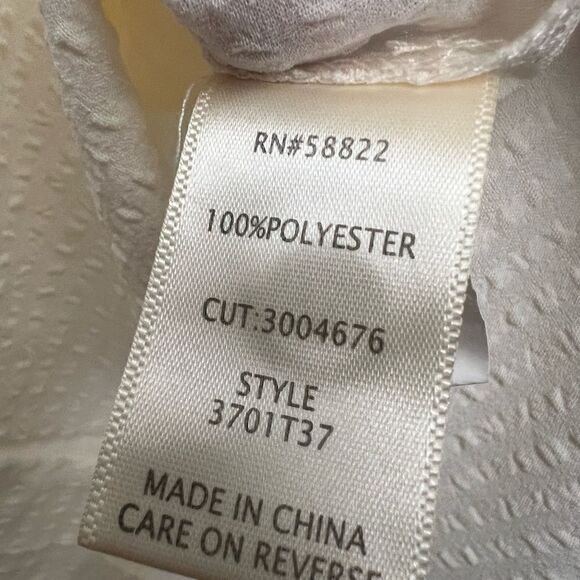 RN#58822
100%POLYESTER
CUT:3004676
STYLE
3701T37
MADE IN CHINA
CARE ON REVERSE